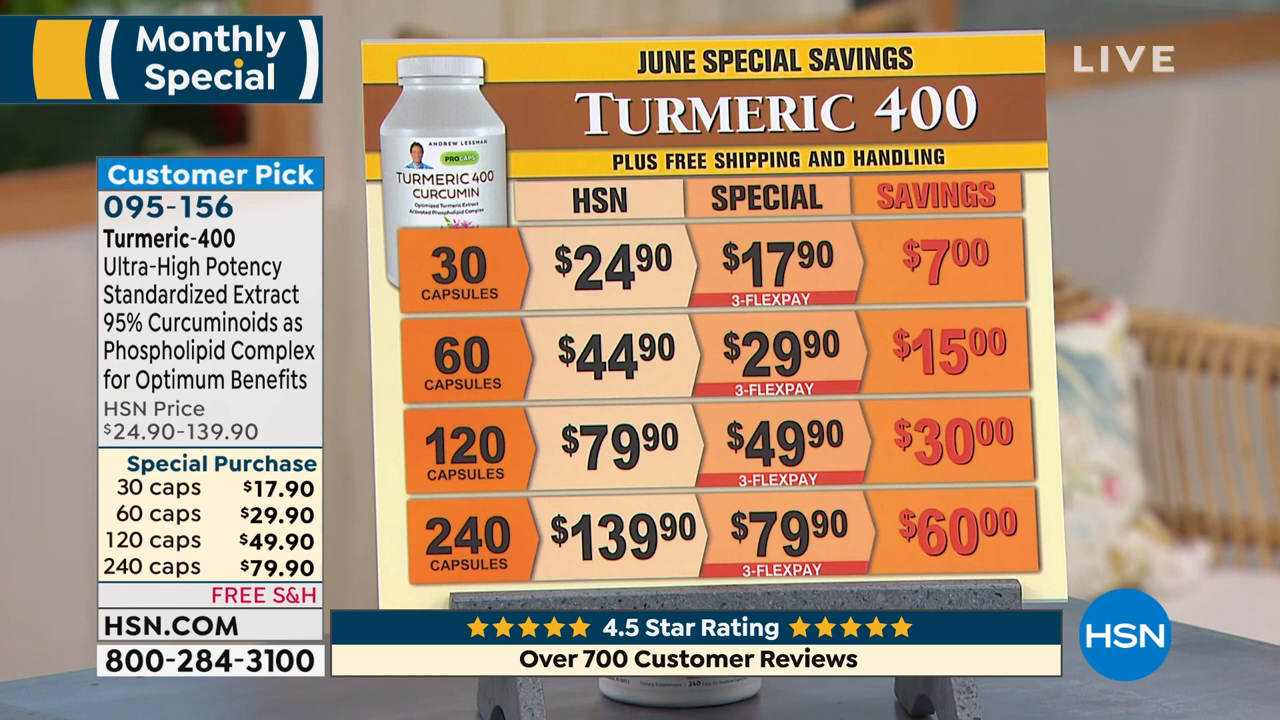 Monthly
Special
LIVE
Customer Pick
095-156
Turmeric-400
Ultra-High Potency
Standardized Extract
95% Curcuminoids as
Phospholipid Complex
for Optimum Benefits
HSN Price
$24.90-139.90
Special Purchase
30 caps $17.90
60 caps $29.90
120 caps $49.90
240 caps $79.90
FREE S&H
HSN.COM
800-284-3100
JUNE SPECIAL SAVINGS
TURMERIC 400
PLUS FREE SHIPPING AND HANDLING
ANDREW LESSMAN
PROCAPS
TURMERIC 400
CURCUMIN
Optimized Turmeric Extract
Activated Phospholipid Complex
HSN SPECIAL SAVINGS
30 CAPSULES $24.90 $17.90 $7.00
3-FLEXPAY
60 CAPSULES $44.90 $29.90 $15.00
3-FLEXPAY
120 CAPSULES $79.90 $49.90 $30.00
3-FLEXPAY
240 CAPSULES $139.90 $79.90 $60.00
3-FLEXPAY
4.5 Star Rating
Over 700 Customer Reviews
HSN